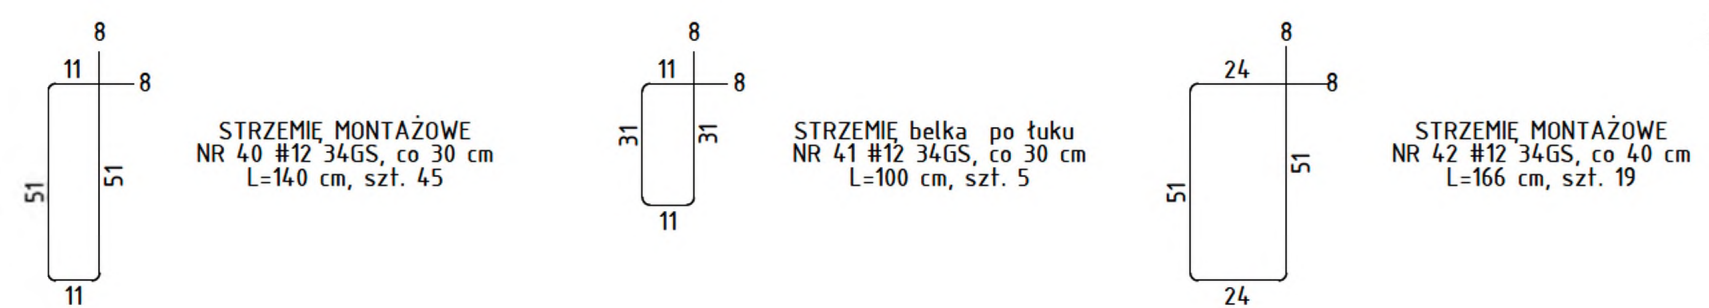 8
11
8
51
51
11
STRZEMIĘ MONTAŻOWE
NR 40 #12 34GS, co 30 cm
L=140 cm, szt. 45
8
11
8
31
31
11
STRZEMIĘ belka po łuku
NR 41 #12 34GS, co 30 cm
L=100 cm, szt. 5
8
24
8
51
51
24
STRZEMIĘ MONTAŻOWE
NR 42 #12 34GS, co 40 cm
L=166 cm, szt. 19